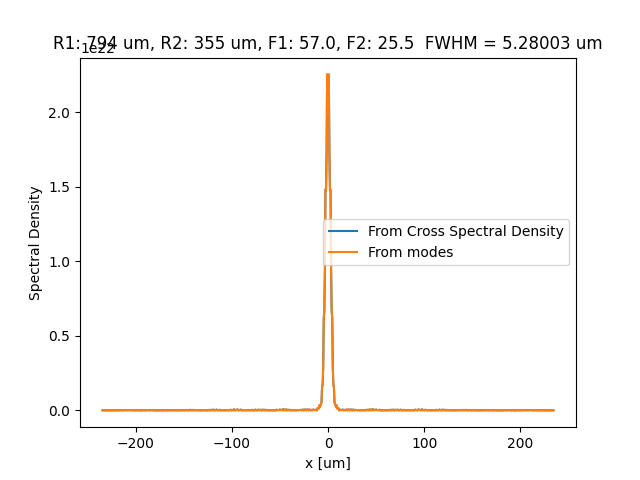 R1: 794 um, R2: 355 um, F1: 57.0, F2: 25.5  FWHM = 5.28003 um
1e22
2.0
1.5
1.0
0.5
0.0
Spectral Density
From Cross Spectral Density
From modes
−200
−100
0
100
200
x [um]